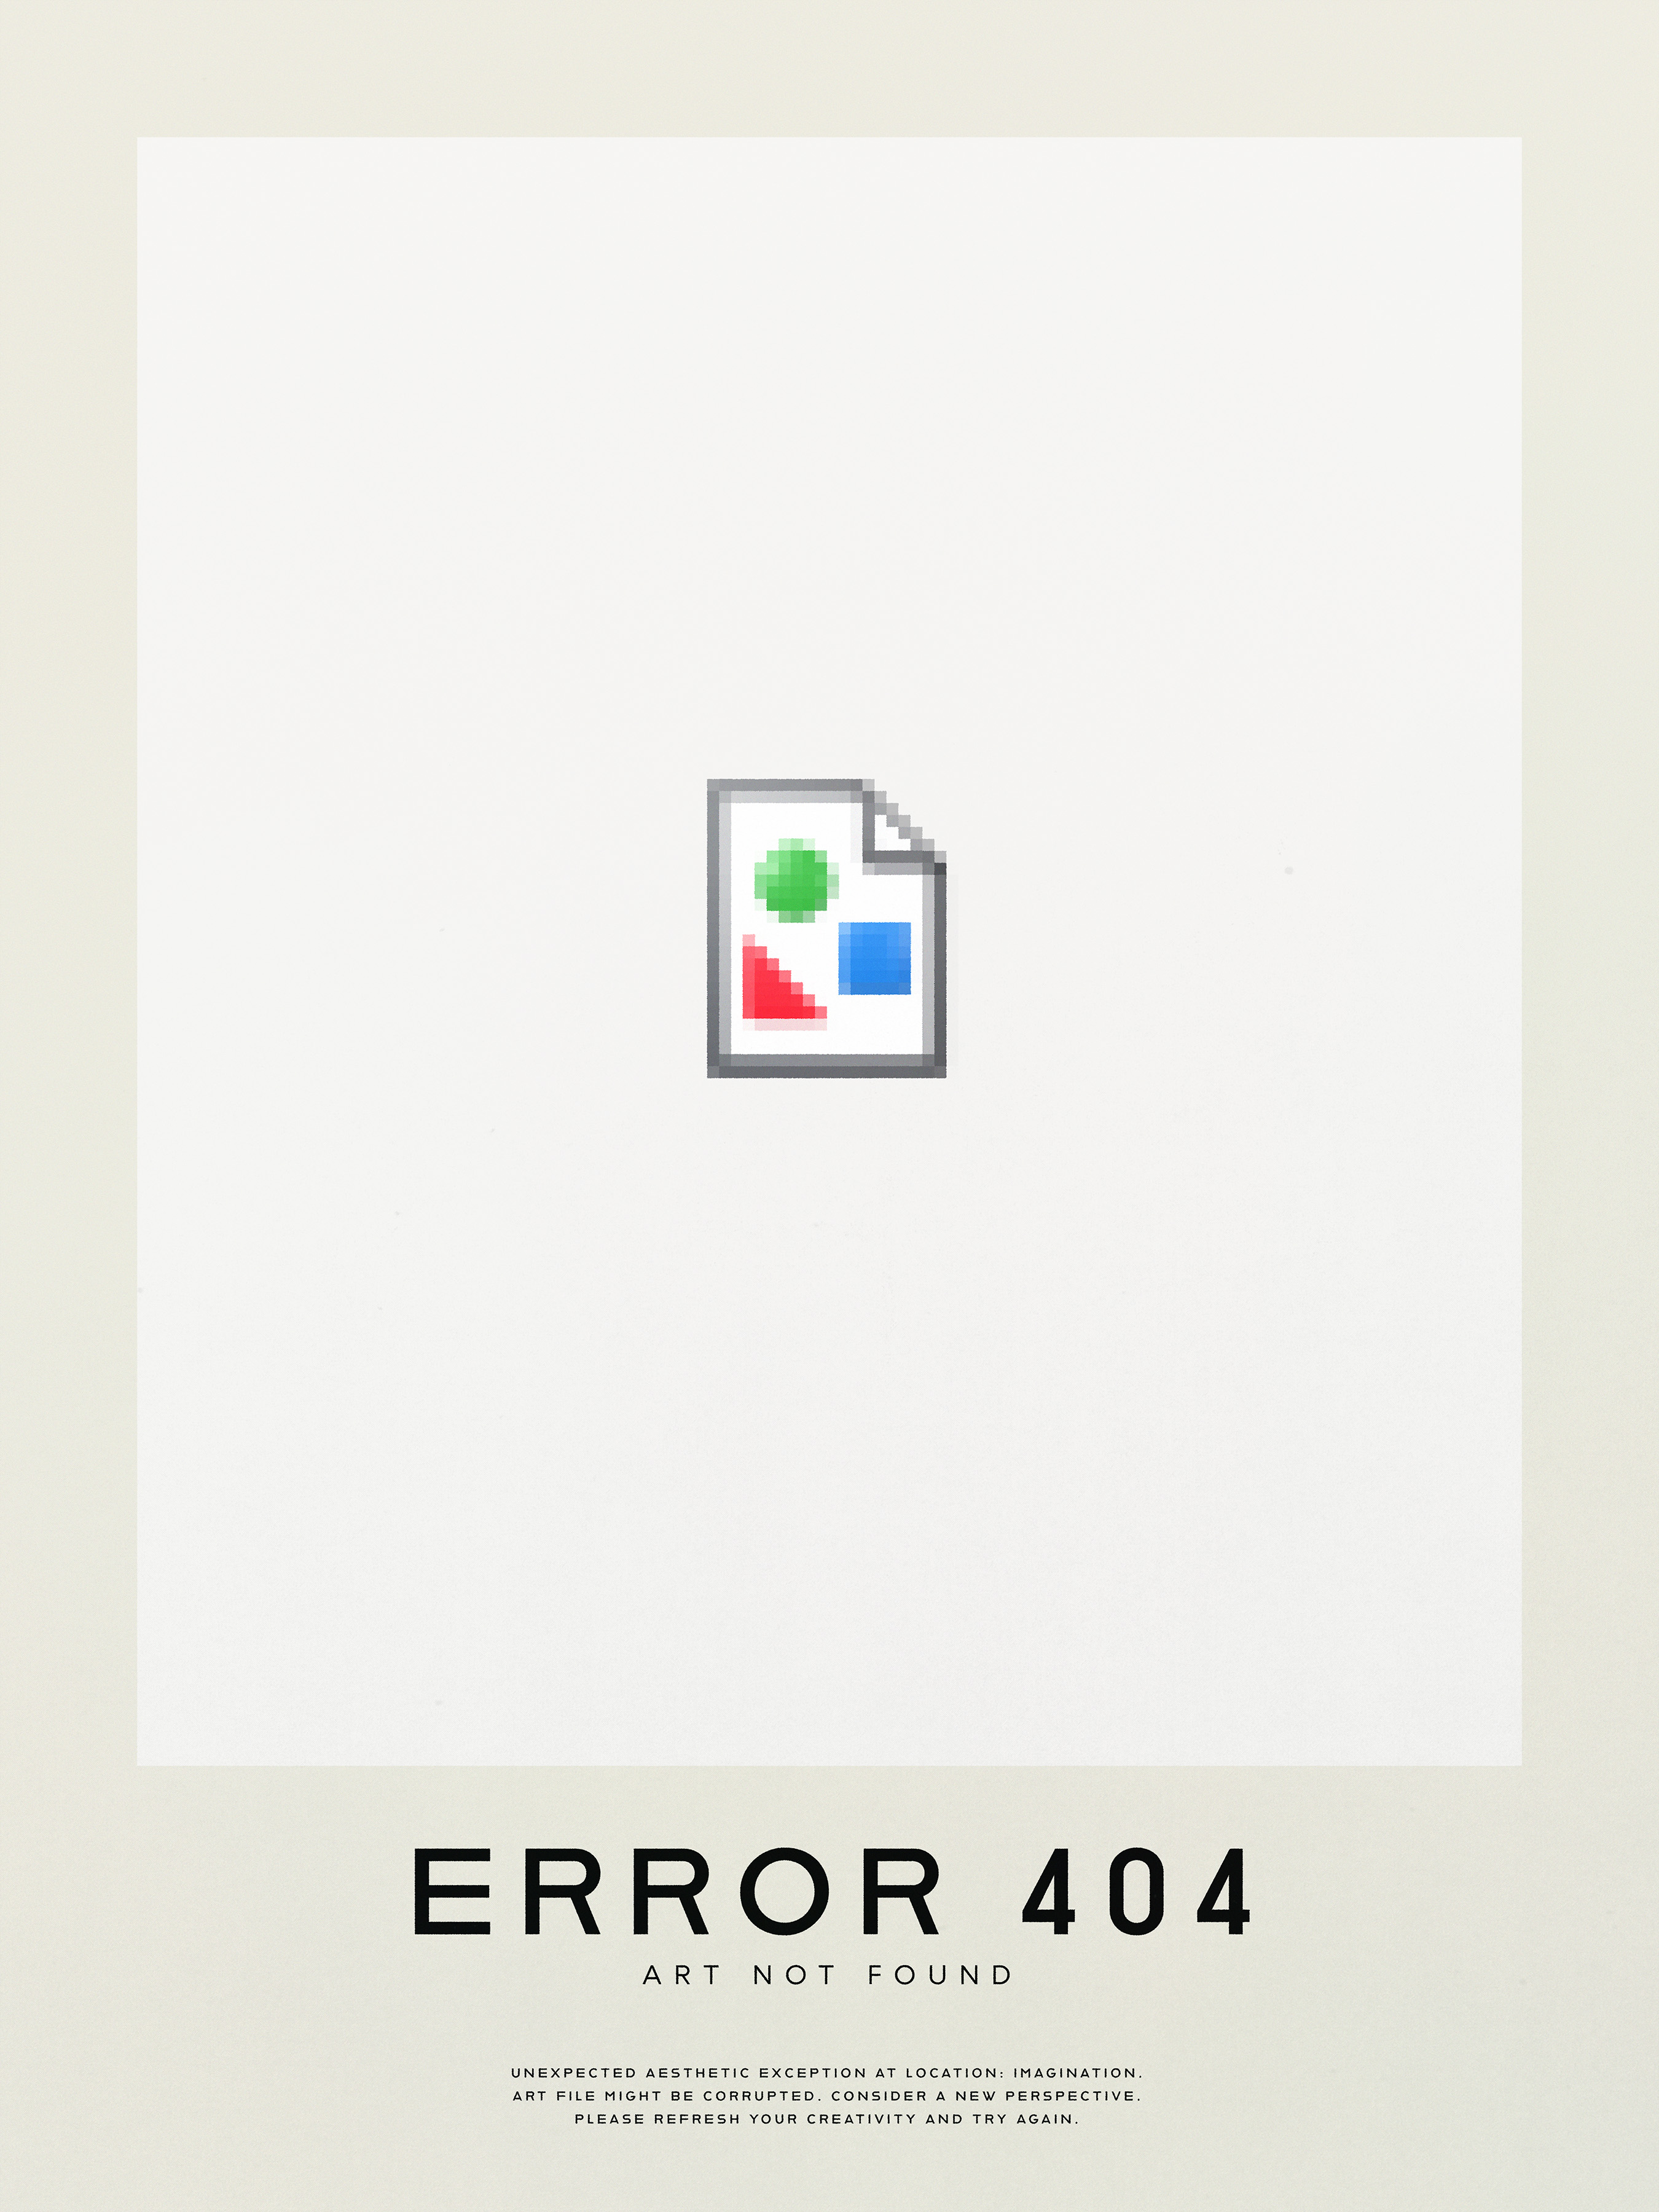 ERROR 404
ART NOT FOUND
UNEXPECTED AESTHETIC EXCEPTION AT LOCATION: IMAGINATION.
ART FILE MIGHT BE CORRUPTED. CONSIDER A NEW PERSPECTIVE.
PLEASE REFRESH YOUR CREATIVITY AND TRY AGAIN.